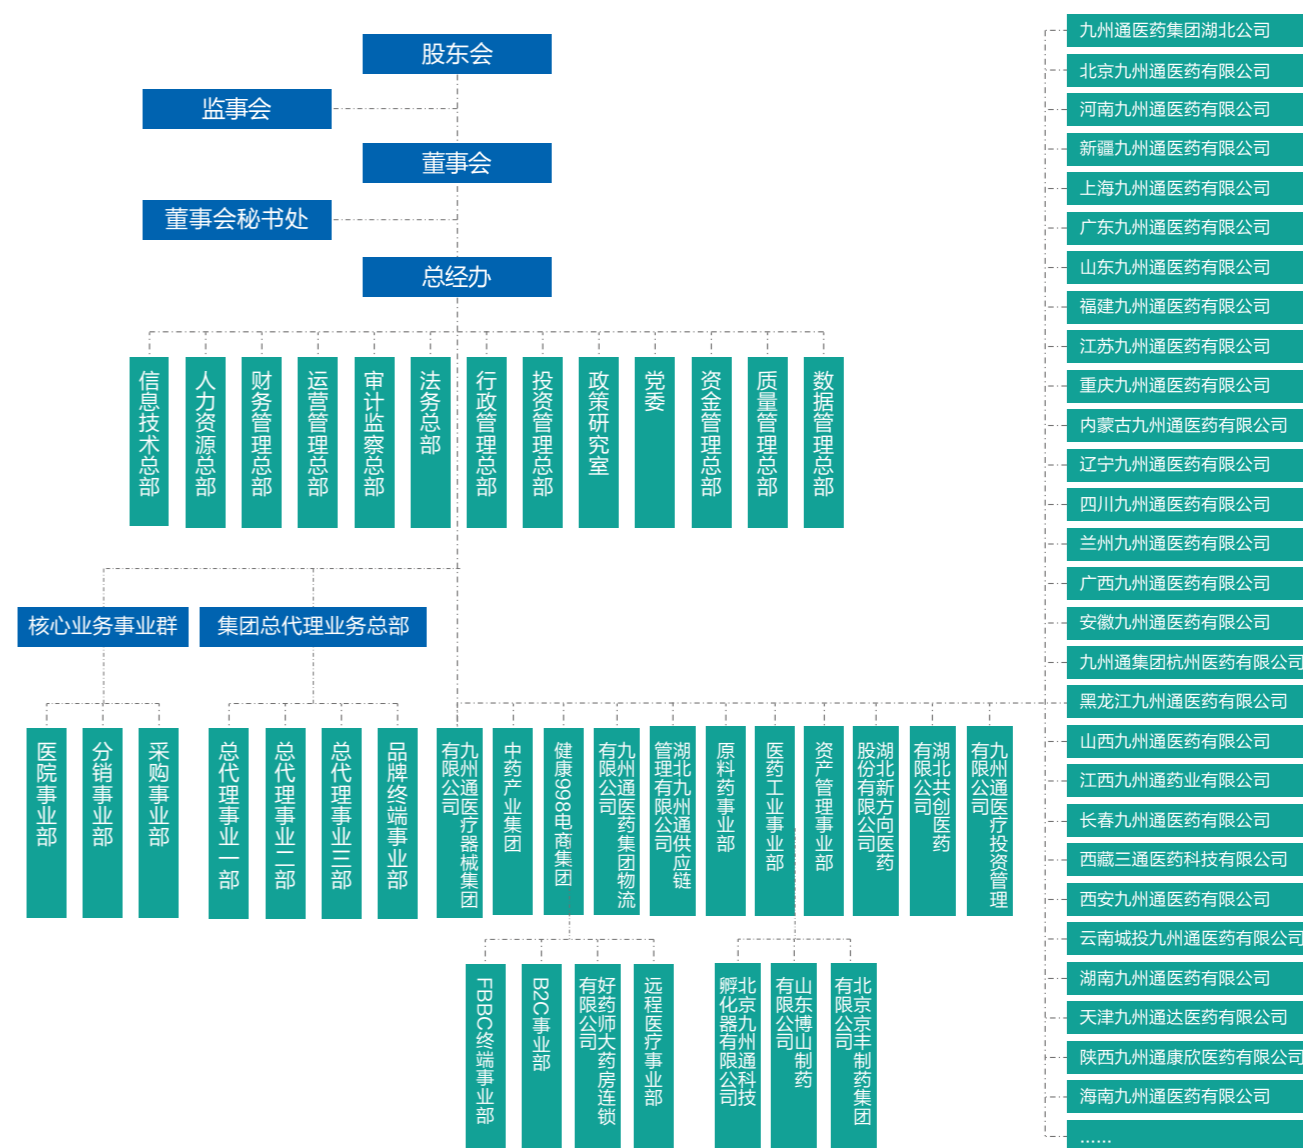 股东会
监事会
董事会
董事会秘书处
总经办
信息技术总部
人力资源总部
财务管理总部
运营管理总部
审计监察总部
法务总部
行政管理总部
投资管理总部
政策研究室
党委
资金管理总部
质量管理总部
数据管理总部
核心业务事业群
集团总代理业务总部
医院事业部
分销事业部
采购事业部
总代理事业一部
总代理事业二部
总代理事业三部
品牌终端事业部
九州通医疗器械集团
有限公司
中药产业集团
健康998电商集团
九州通医药集团物流
有限公司
湖北九州通供应链
管理有限公司
原料药事业部
医药工业事业部
资产管理事业部
湖北新方向医药
股份有限公司
湖北共创医药
有限公司
九州通医疗投资管理
有限公司
FBBC终端事业部
B2C事业部
好药师大药房连锁
有限公司
远程医疗事业部
北京九州通科技
孵化器有限公司
山东博山制药
有限公司
北京京丰制药集团
有限公司
九州通医药集团湖北公司
北京九州通医药有限公司
河南九州通医药有限公司
新疆九州通医药有限公司
上海九州通医药有限公司
广东九州通医药有限公司
山东九州通医药有限公司
福建九州通医药有限公司
江苏九州通医药有限公司
重庆九州通医药有限公司
内蒙古九州通医药有限公司
辽宁九州通医药有限公司
四川九州通医药有限公司
兰州九州通医药有限公司
广西九州通医药有限公司
安徽九州通医药有限公司
九州通集团杭州医药有限公司
黑龙江九州通医药有限公司
山西九州通医药有限公司
江西九州通药业有限公司
长春九州通医药有限公司
西藏三通医药科技有限公司
西安九州通医药有限公司
云南城投九州通医药有限公司
湖南九州通医药有限公司
天津九州通达医药有限公司
陕西九州通康欣医药有限公司
海南九州通医药有限公司
……